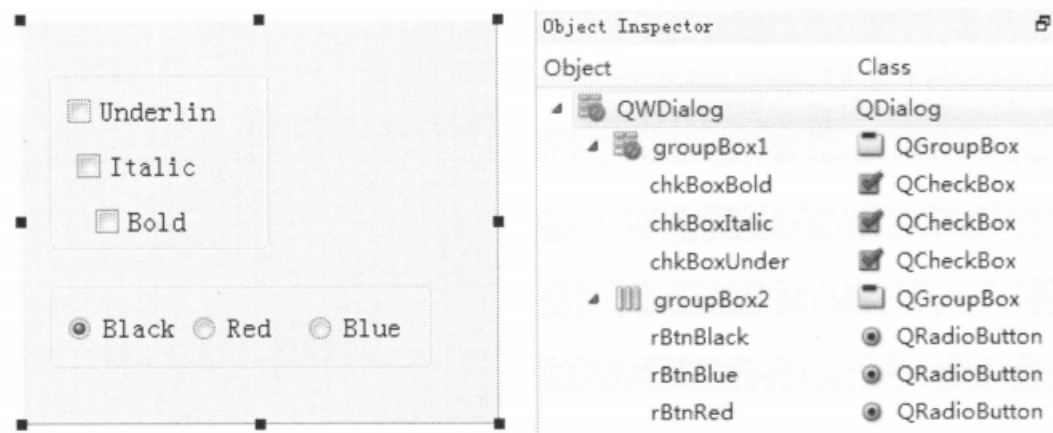 Underlin
Italic
Bold
Black Red Blue
Object Inspector
Object Class
QWDialog QDialog
groupBox1 QGroupBox
chkBoxBold QCheckBox
chkBoxItalic QCheckBox
chkBoxUnder QCheckBox
groupBox2 QGroupBox
rBtnBlack QRadioButton
rBtnBlue QRadioButton
rBtnRed QRadioButton